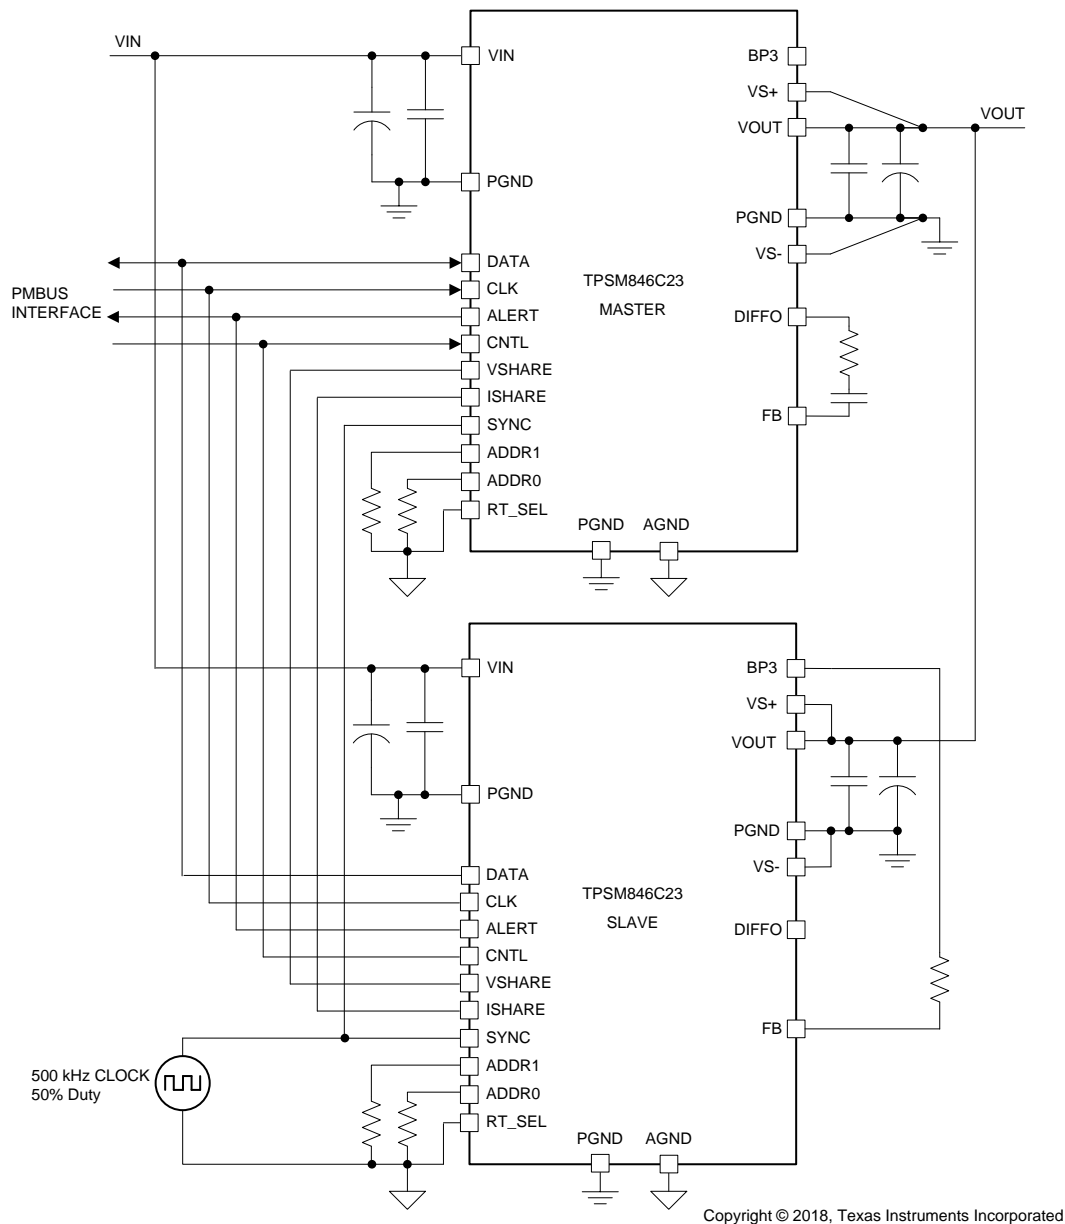 VIN
VIN
BP3
VS+
VOUT
VOUT
PGND
PGND
VS-
DATA
CLK
ALERT
CNTL
PMBUS
INTERFACE
TPSM846C23
MASTER
DIFFO
VSHARE
ISHARE
SYNC
FB
ADDR1
ADDR0
RT_SEL
PGND
AGND
VIN
BP3
VS+
VOUT
PGND
PGND
VS-
DATA
CLK
ALERT
CNTL
TPSM846C23
SLAVE
DIFFO
VSHARE
ISHARE
SYNC
FB
ADDR1
ADDR0
RT_SEL
500 kHz CLOCK
50% Duty
PGND
AGND
Copyright © 2018, Texas Instruments Incorporated